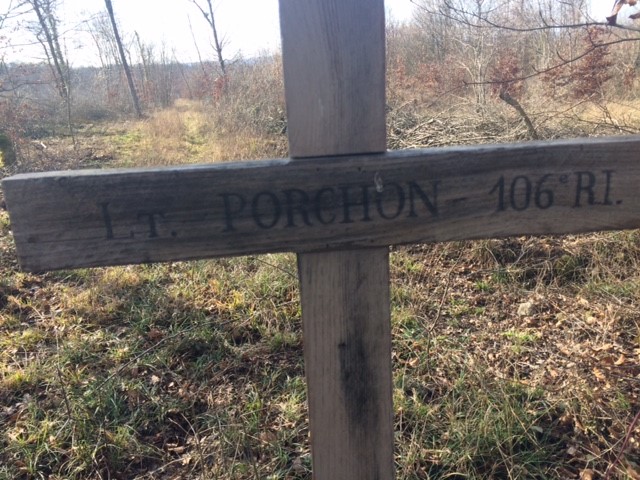 Lt. PORCHON - 106e RI.